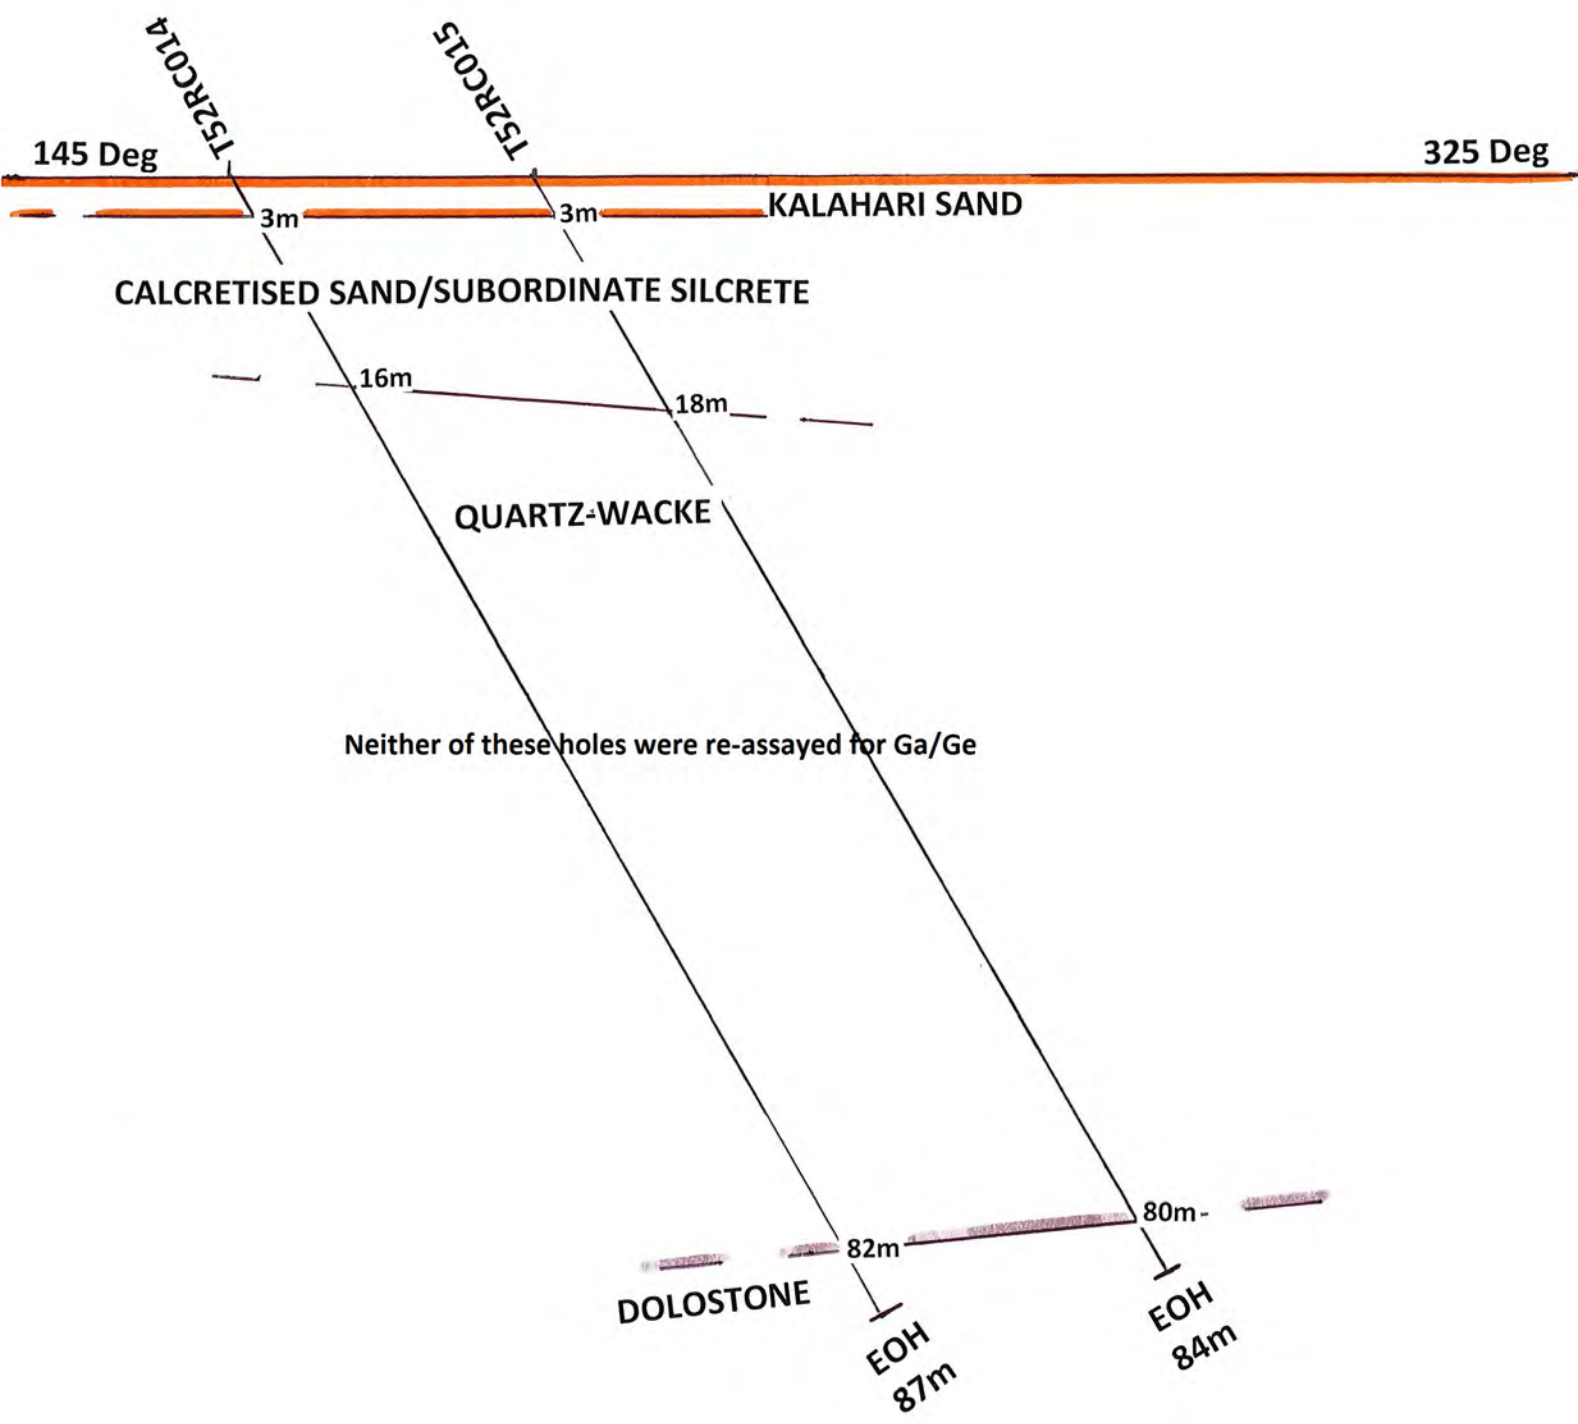 T52RC014
T52RC015
145 Deg
325 Deg
KALAHARI SAND
3m
3m
CALCRETISED SAND/SUBORDINATE SILCRETE
16m
18m
QUARTZ-WACKE
Neither of these holes were re-assayed for Ga/Ge
80m
82m
DOLOSTONE
EOH
84m
EOH
87m